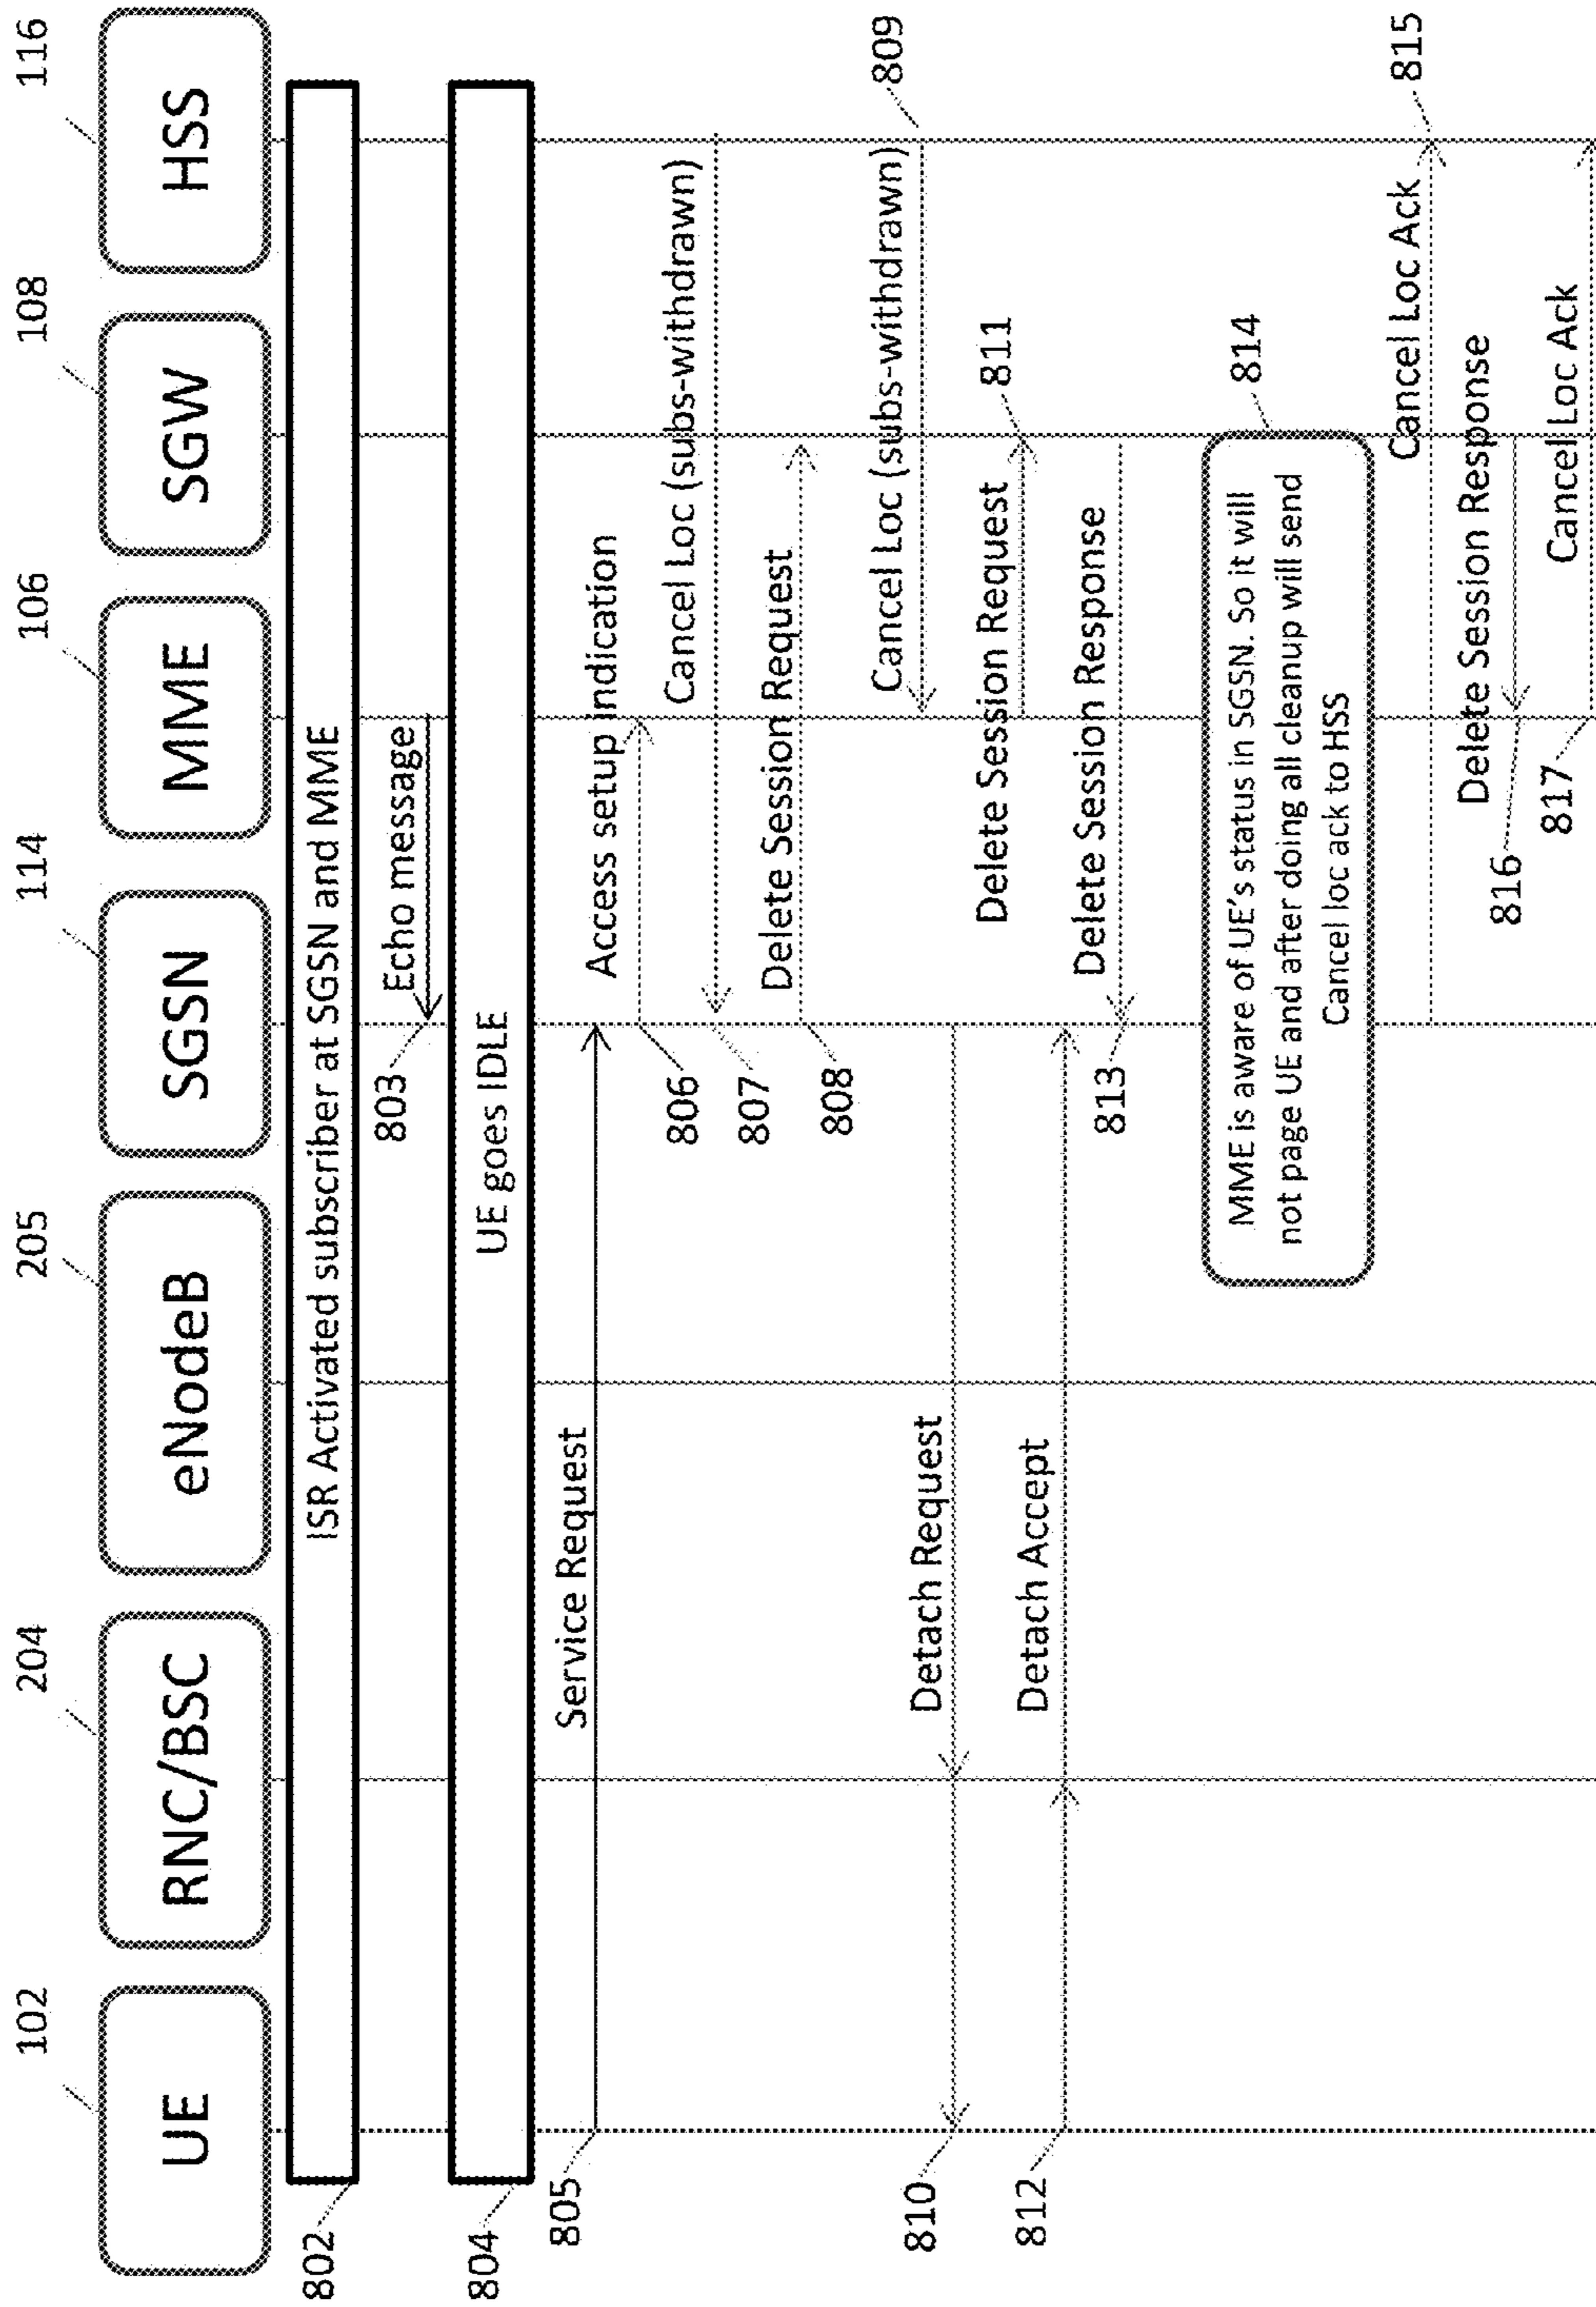 102
204
205
114
106
108
116
UE
RNC/BSC
eNodeB
SGSN
MME
SGW
HSS
802
ISR Activated subscriber at SGSN and MME
803
Echo message
804
UE goes IDLE
805
Service Request
Access setup indication
806
Cancel Loc (subs-withdrawn)
807
Delete Session Request
808
Cancel Loc (subs-withdrawn)
809
810
Detach Request
Delete Session Request
811
812
Detach Accept
Delete Session Response
813
814
MME is aware of UE's status in SGSN. So it will
not page UE and after doing all cleanup will send
Cancel loc ack to HSS
Cancel Loc Ack
815
Delete Session Response
816
Cancel Loc Ack
817